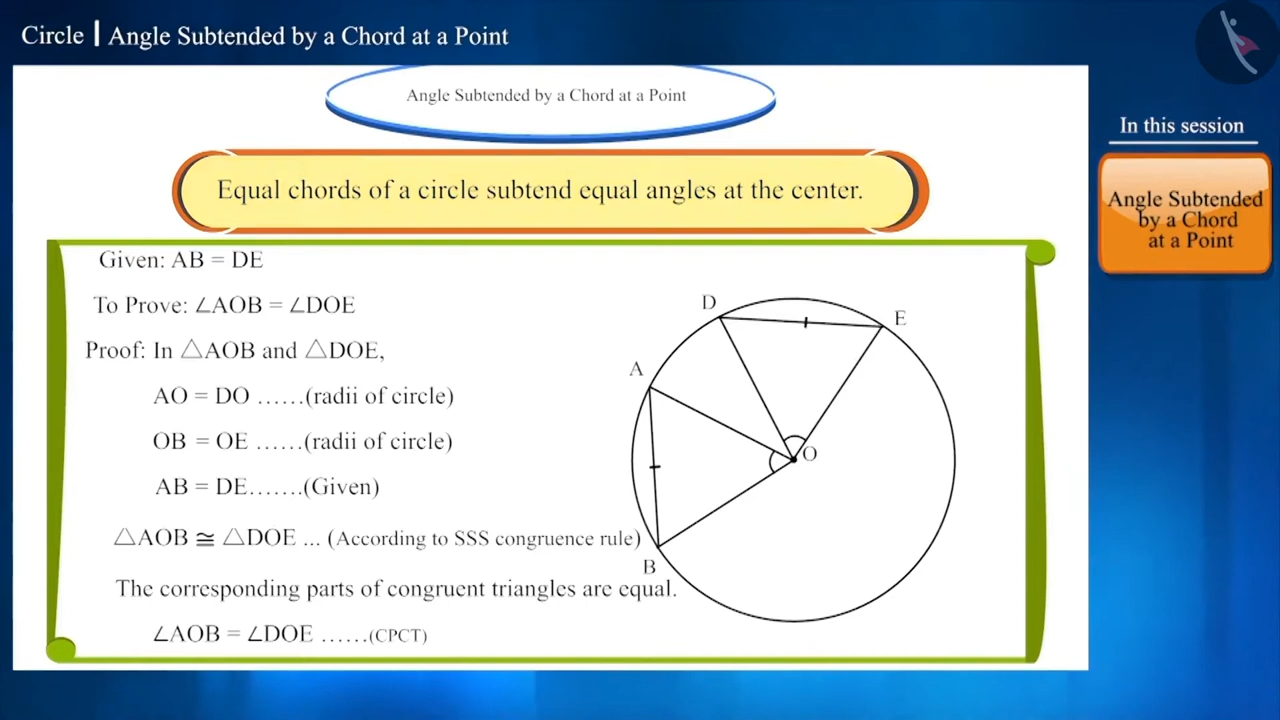 Circle | Angle Subtended by a Chord at a Point
Angle Subtended by a Chord at a Point
In this session
Angle Subtended
by a Chord
at a Point
Equal chords of a circle subtend equal angles at the center.
Given: AB = DE
To Prove: ∠AOB = ∠DOE
Proof: In △AOB and △DOE,
AO = DO ......(radii of circle)
OB = OE ......(radii of circle)
AB = DE.......(Given)
△AOB ≅ △DOE ... (According to SSS congruence rule)
The corresponding parts of congruent triangles are equal.
∠AOB = ∠DOE ......(CPCT)
D
E
A
O
B